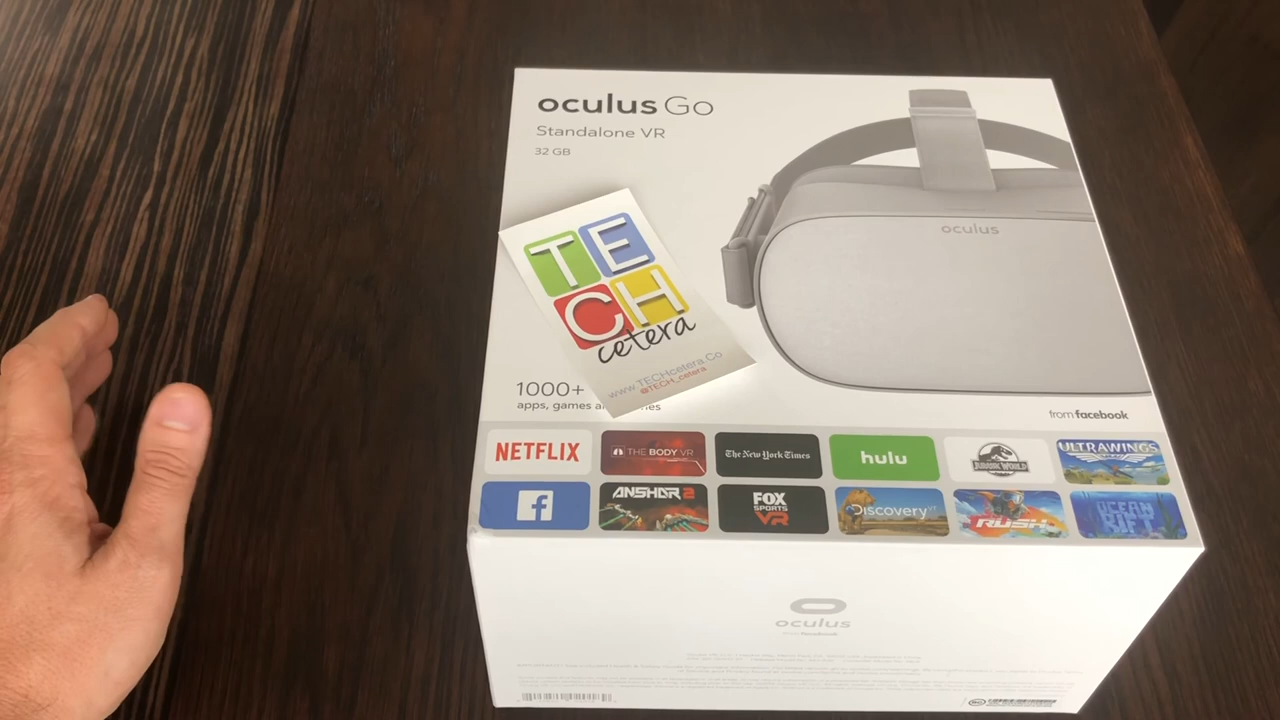 oculus Go
Standalone VR
32 GB
oculus
TE
CH
cetera
www.TECHcetera.Co
@TECH_cetera
1000+
apps, games
from facebook
NETFLIX
THE BODY VR
The New York Times
hulu
JURASSIC WORLD
ULTRAWINGS
f
ANSHAR 2
FOX
SPORTS
VR
Discovery VR
RUSH
OCEAN
RIFT
oculus
from facebook